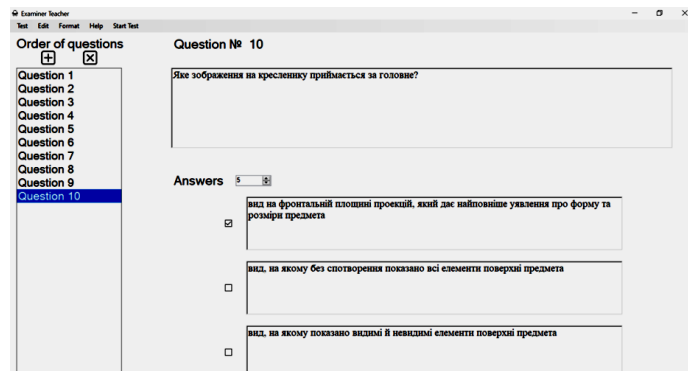 Examiner Teacher
Test Edit Format Help Start Test
Order of questions
Question № 10
Question 1
Question 2
Question 3
Question 4
Question 5
Question 6
Question 7
Question 8
Question 9
Question 10
Яке зображення на кресленику приймається за головне?
Answers 5
вид на фронтальній площині проекцій, який дає найповніше уявлення про форму та
розміри предмета
вид, на якому без спотворення показано всі елементи поверхні предмета
вид, на якому показано видимі й невидимі елементи поверхні предмета